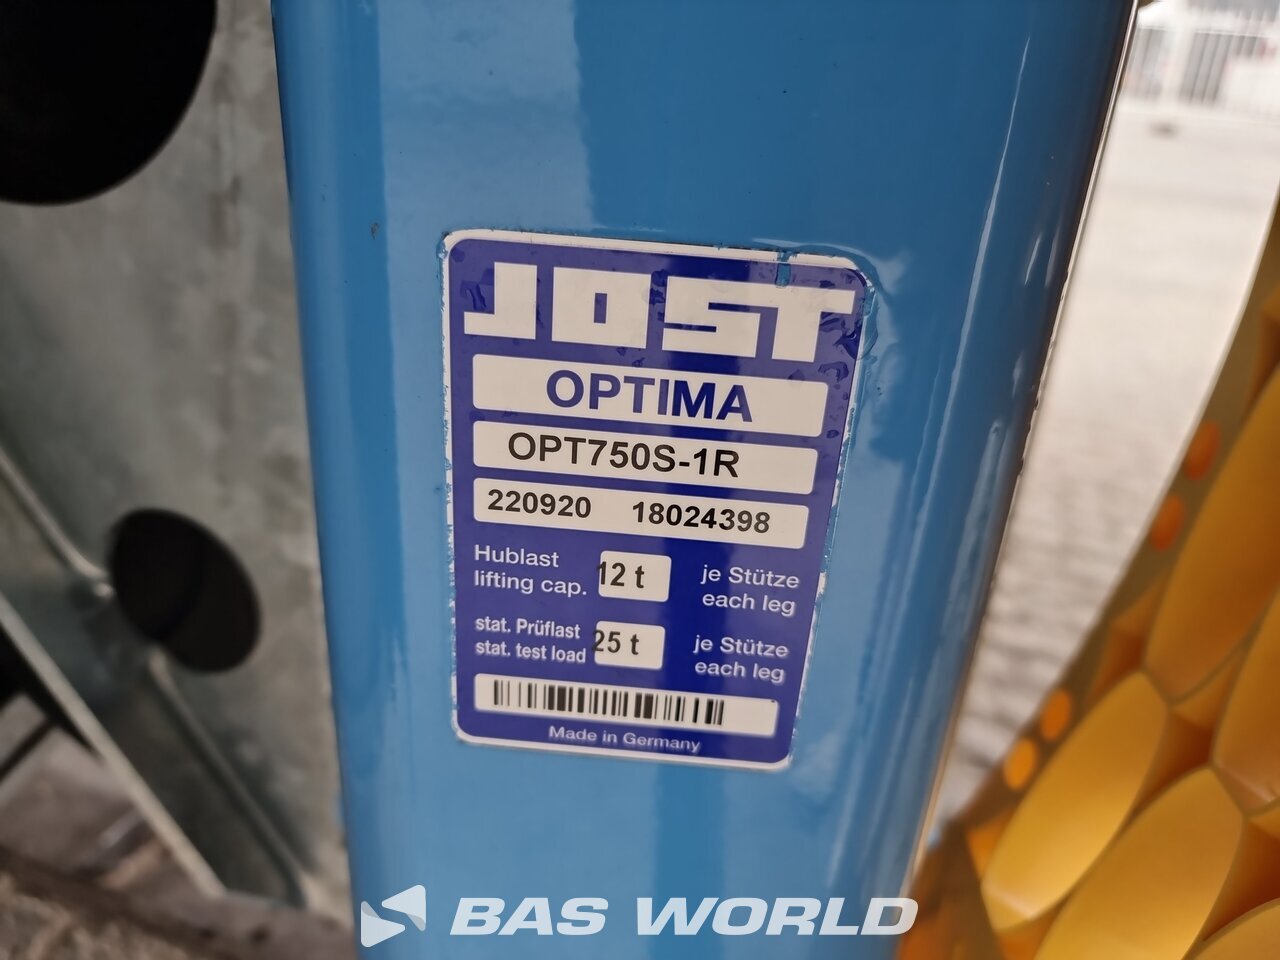 JOST
OPTIMA
OPT750S-1R
220920 18024398
Hublast
lifting cap.
12 t
je Stütze
each leg
stat. Prüflast
stat. test load
25 t
je Stütze
each leg
Made in Germany
BAS WORLD